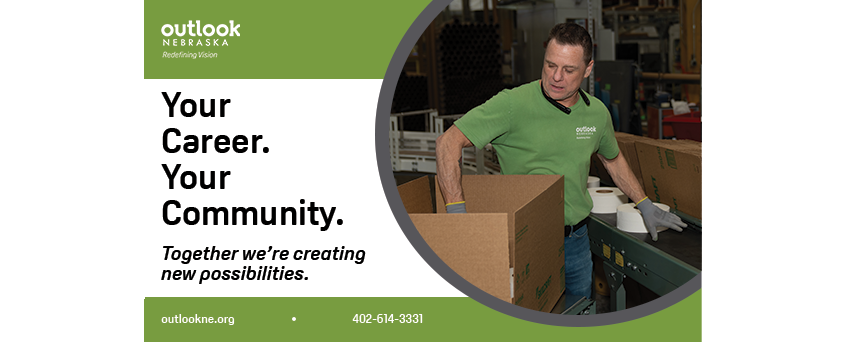 outlook
NEBRASKA
Redefining Vision
Your
Career.
Your
Community.
Together we're creating
new possibilities.
outlook
NEBRASKA
outlookne.org • 402-614-3331